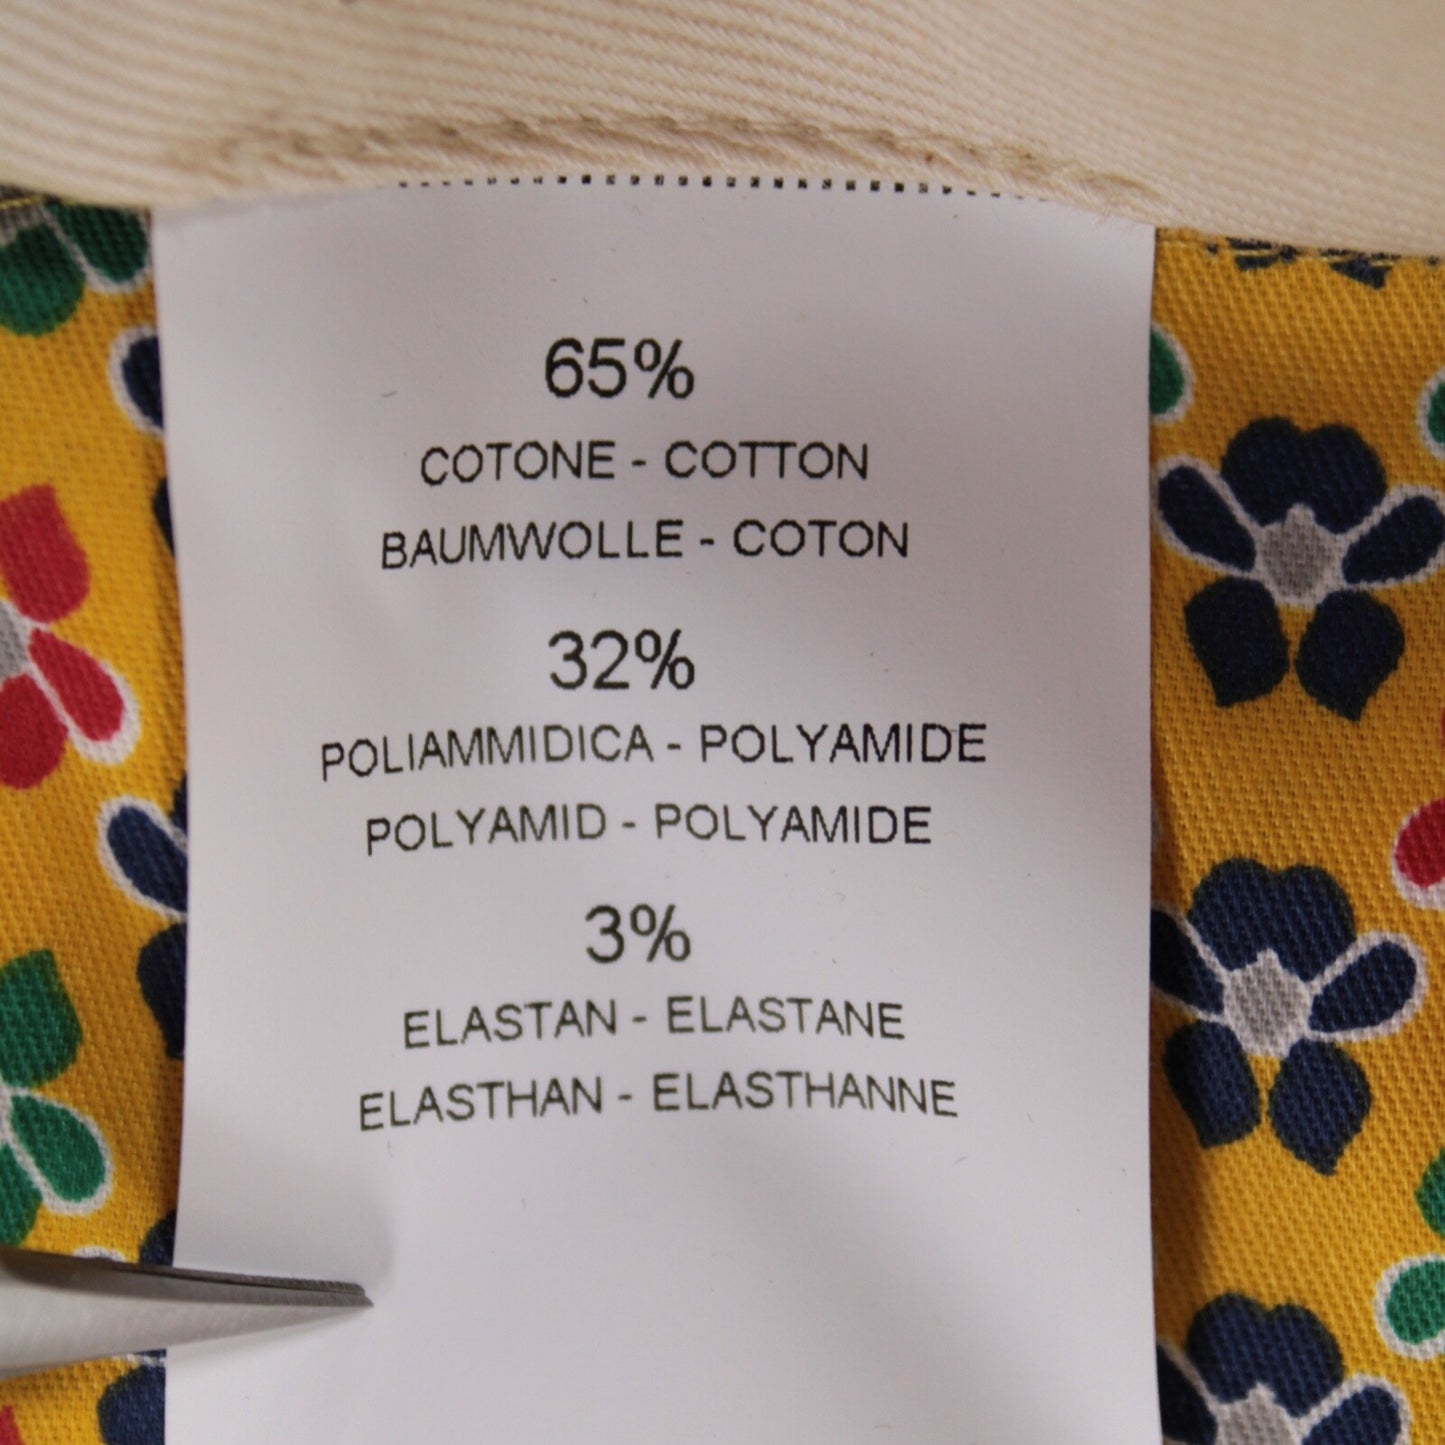 65%
COTONE - COTTON
BAUMWOLLE - COTON
32%
POLIAMMIDICA - POLYAMIDE
POLYAMID - POLYAMIDE
3%
ELASTAN - ELASTANE
ELASTHAN - ELASTHANNE